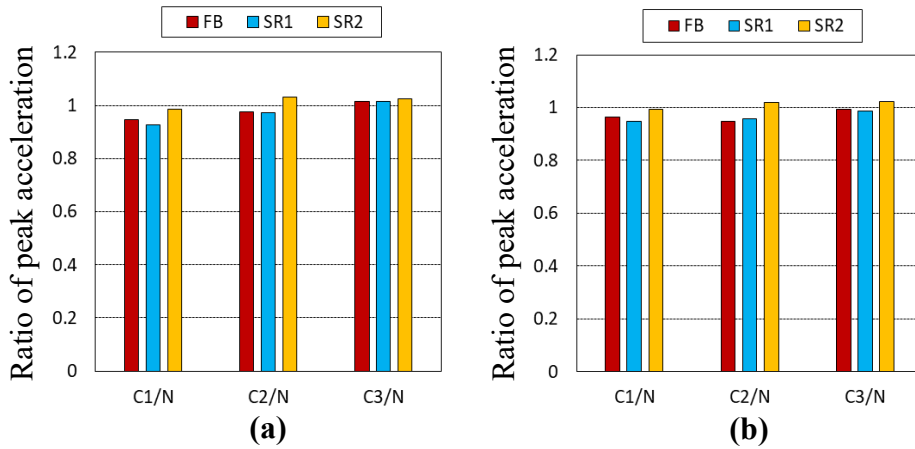 FB SR1 SR2
Ratio of peak acceleration
1.2
1
0.8
0.6
0.4
0.2
0
C1/N C2/N C3/N
(a)
FB SR1 SR2
Ratio of peak acceleration
1.2
1
0.8
0.6
0.4
0.2
0
C1/N C2/N C3/N
(b)